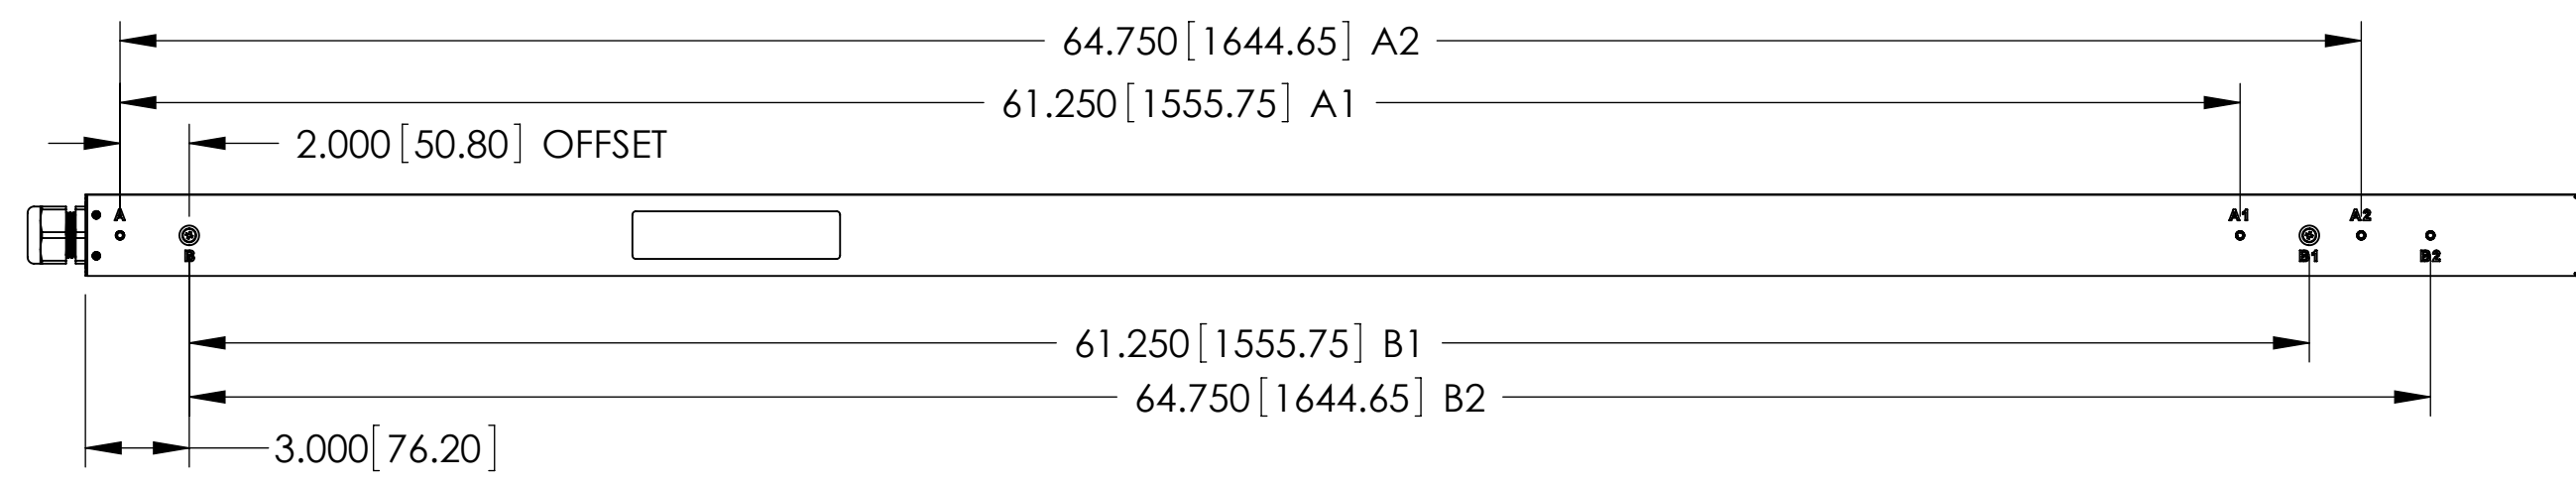 64.750[1644.65] A2
61.250[1555.75] A1
2.000[50.80] OFFSET
A
A1
A2
B
B1
B2
61.250[1555.75] B1
64.750[1644.65] B2
3.000[76.20]